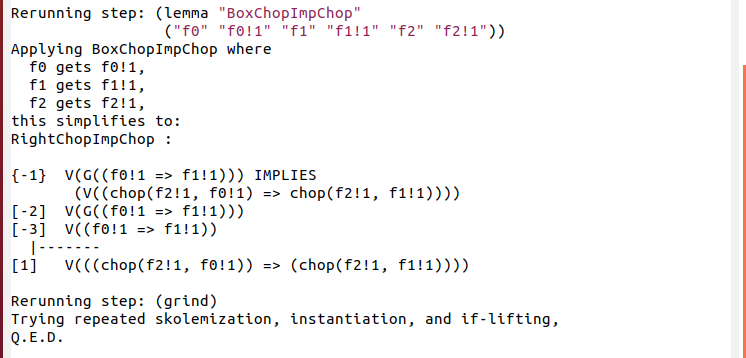 Rerunning step: (lemma "BoxChopImpChop"
("f0" "f0!1" "f1" "f1!1" "f2" "f2!1"))
Applying BoxChopImpChop where
f0 gets f0!1,
f1 gets f1!1,
f2 gets f2!1,
this simplifies to:
RightChopImpChop :
{-1} V(G((f0!1 => f1!1))) IMPLIES
(V((chop(f2!1, f0!1) => chop(f2!1, f1!1))))
[-2] V(G((f0!1 => f1!1)))
[-3] V((f0!1 => f1!1))
|-------
[1] V(((chop(f2!1, f0!1)) => (chop(f2!1, f1!1))))
Rerunning step: (grind)
Trying repeated skolemization, instantiation, and if-lifting,
Q.E.D.